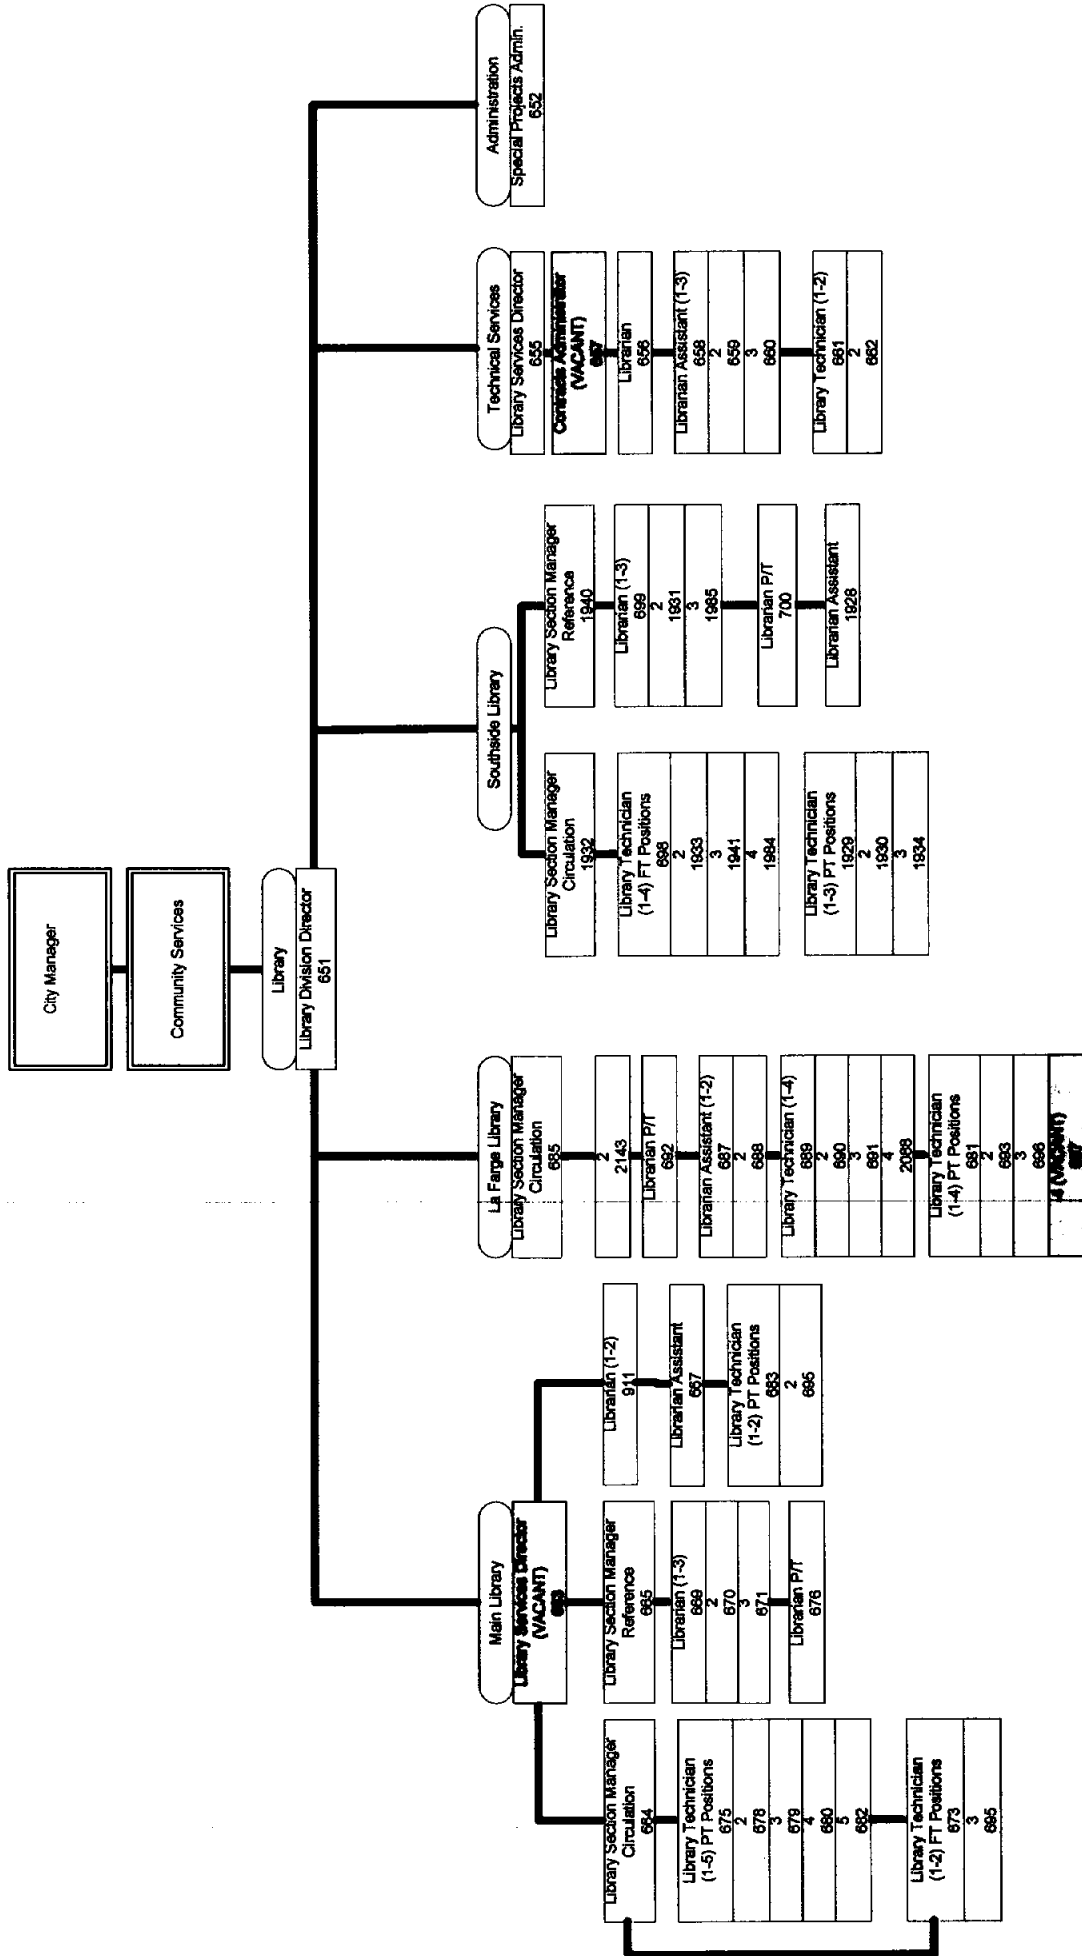 City Manager
Community Services
Library
Library Division Director
651
Main Library
Library Services Director
(VACANT)
663
Library Section Manager
Circulation
664
Library Technician
(1-5) PT Positions
675
2
678
3
679
4
680
5
682
Library Technician
(1-2) FT Positions
673
3
695
Library Section Manager
Reference
665
Librarian (1-3)
669
2
670
3
671
Librarian P/T
676
Librarian (1-2)
911
Librarian Assistant
667
Library Technician
(1-2) PT Positions
683
2
695
La Farge Library
Library Section Manager
Circulation
685
2
2143
Librarian P/T
692
Librarian Assistant (1-2)
687
2
688
Library Technician (1-4)
689
2
690
3
691
4
2088
Library Technician
(1-4) PT Positions
681
2
693
3
696
4 (VACANT)
Southside Library
Library Section Manager
Circulation
1932
Library Technician
(1-4) FT Positions
698
2
1933
3
1941
4
1984
Library Technician
(1-3) PT Positions
1929
2
1930
3
1934
Library Section Manager
Reference
1940
Librarian (1-3)
699
2
1931
3
1985
Librarian P/T
700
Librarian Assistant
1928
Technical Services
Library Services Director
655
Contracts Administrator
(VACANT)
Librarian
656
Librarian Assistant (1-3)
658
2
659
3
660
Library Technician (1-2)
661
2
662
Administration
Special Projects Admin.
652